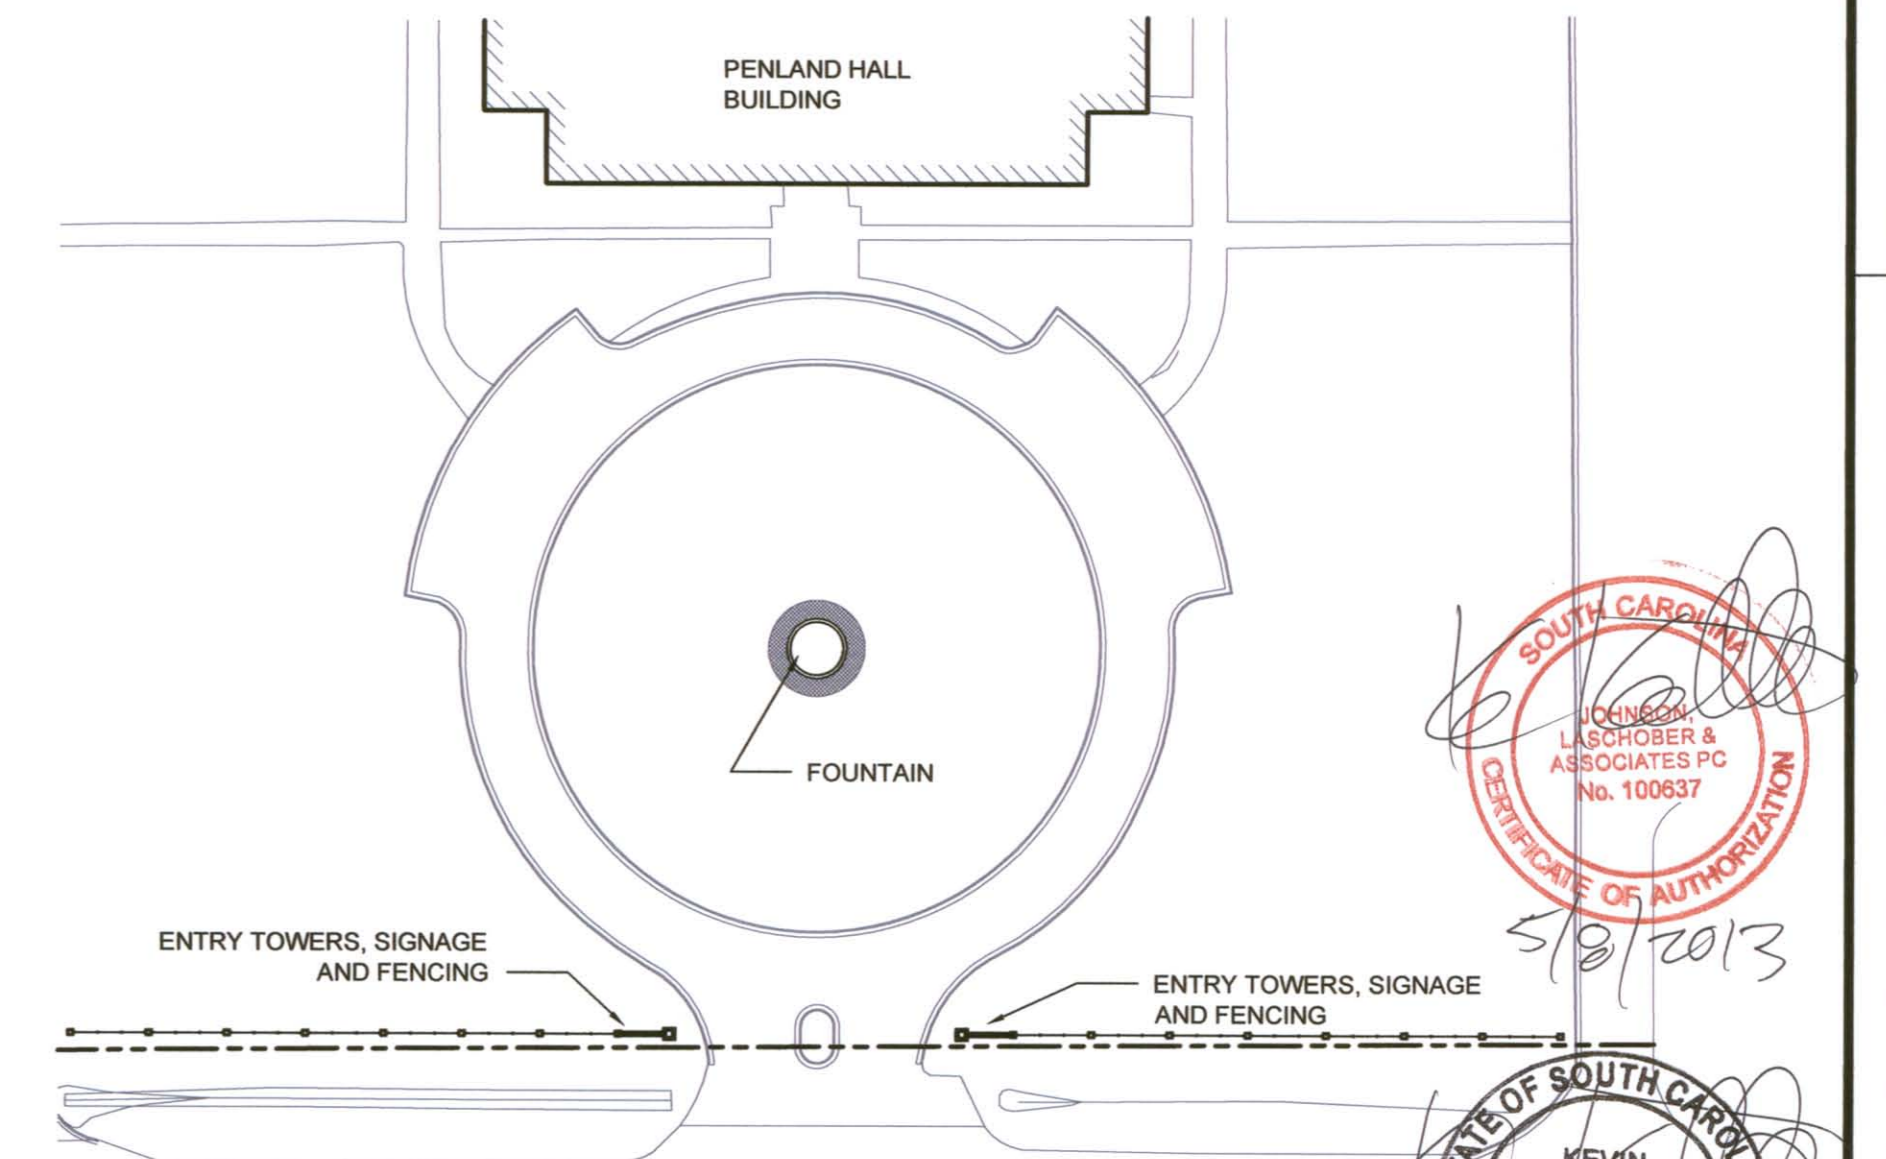 PENLAND HALL
BUILDING
FOUNTAIN
ENTRY TOWERS, SIGNAGE
AND FENCING
ENTRY TOWERS, SIGNAGE
AND FENCING
SOUTH CAROLINA
JOHNSON,
LASCHOBER &
ASSOCIATES PC
No. 100637
CERTIFICATE OF AUTHORIZATION
5/8/2013
OF SOUTH
KEVIN